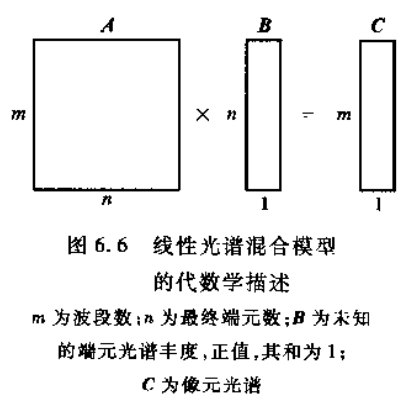 A B C
m × n = m
n 1 1
图 6.6 线性光谱混合模型
的代数学描述
m 为波段数;n 为最终端元数;B 为未知
的端元光谱丰度,正值,其和为 1;
C 为像元光谱